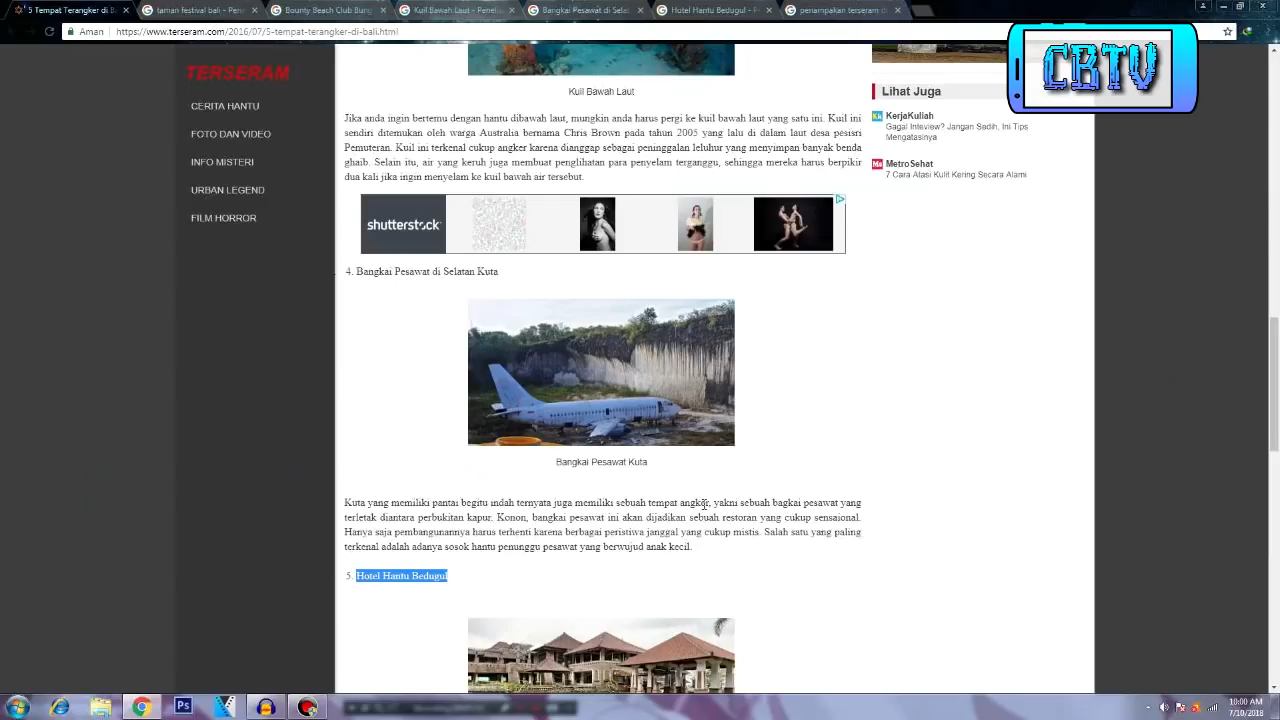 5 Tempat Terangker di Ba
taman festival bali - Pene
Bounty Beach Club Bung
Kuil Bawah Laut - Penel
Bangkai Pesawat di Sela
Hotel Hantu Bedugul - P
penampakan terseram d
Aman
https://www.terseram.com/2016/07/5-tempat-terangker-di-bali.html
CBTV
TERSERAM
CERITA HANTU
FOTO DAN VIDEO
INFO MISTERI
URBAN LEGEND
FILM HORROR
Kuil Bawah Laut
Jika anda ingin bertemu dengan hantu dibawah laut, mungkin anda harus pergi ke kuil bawah laut yang satu ini. Kuil ini
sendiri ditemukan oleh warga Australia bernama Chris Brown pada tahun 2005 yang lalu di dalam laut desa pesisri
Pemuteran. Kuil ini terkenal cukup angker karena dianggap sebagai peninggalan leluhur yang menyimpan banyak benda
ghaib. Selain itu, air yang keruh juga membuat penglihatan para penyelam terganggu, sehingga mereka harus berpikir
dua kali jika ingin menyelam ke kuil bawah air tersebut.
shutterstock
4. Bangkai Pesawat di Selatan Kuta
Bangkai Pesawat Kuta
Kuta yang memiliki pantai begitu indah ternyata juga memiliki sebuah tempat angker, yakni sebuah bagkai pesawat yang
terletak diantara perbukitan kapur. Konon, bangkai pesawat ini akan dijadikan sebuah restoran yang cukup sensaional.
Hanya saja pembangunannya harus terhenti karena berbagai peristiwa janggal yang cukup mistis. Salah satu yang paling
terkenal adalah adanya sosok hantu penunggu pesawat yang berwujud anak kecil.
5. Hotel Hantu Bedugul
Lihat Juga
Kk
KerjaKuliah
Gagal Inteview? Jangan Sedih, Ini Tips
Mengatasinya
Ms
MetroSehat
7 Cara Atasi Kulit Kering Secara Alami
Ps
10:00 AM
7/10/2018